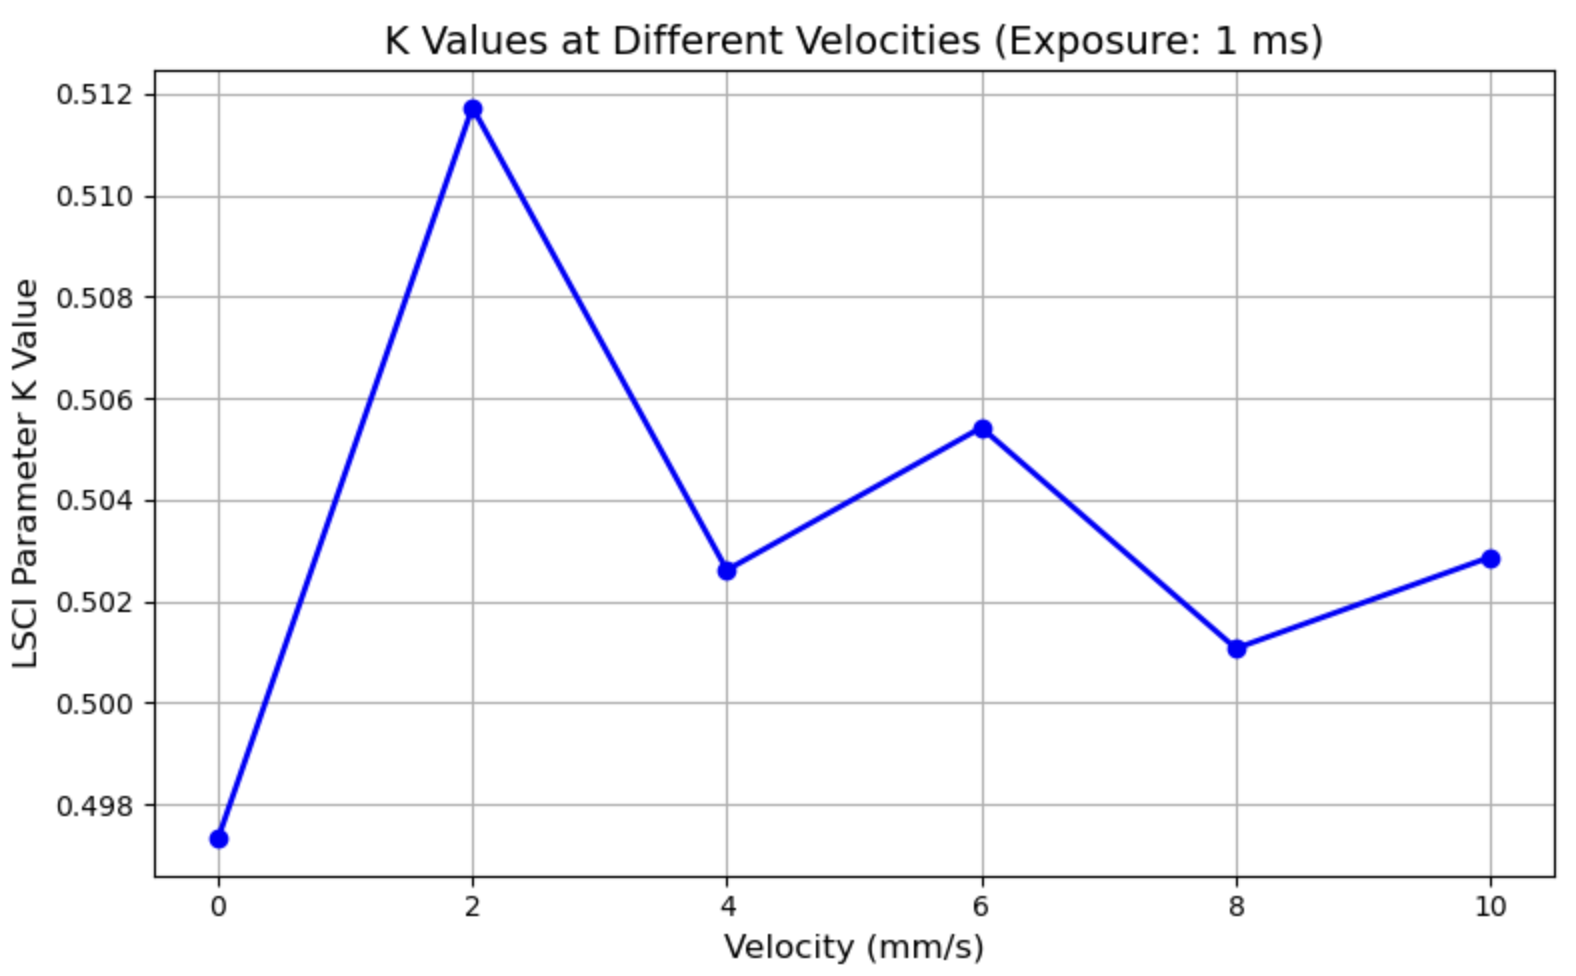 K Values at Different Velocities (Exposure: 1 ms)
LSCI Parameter K Value
0.512
0.510
0.508
0.506
0.504
0.502
0.500
0.498
0 2 4 6 8 10
Velocity (mm/s)